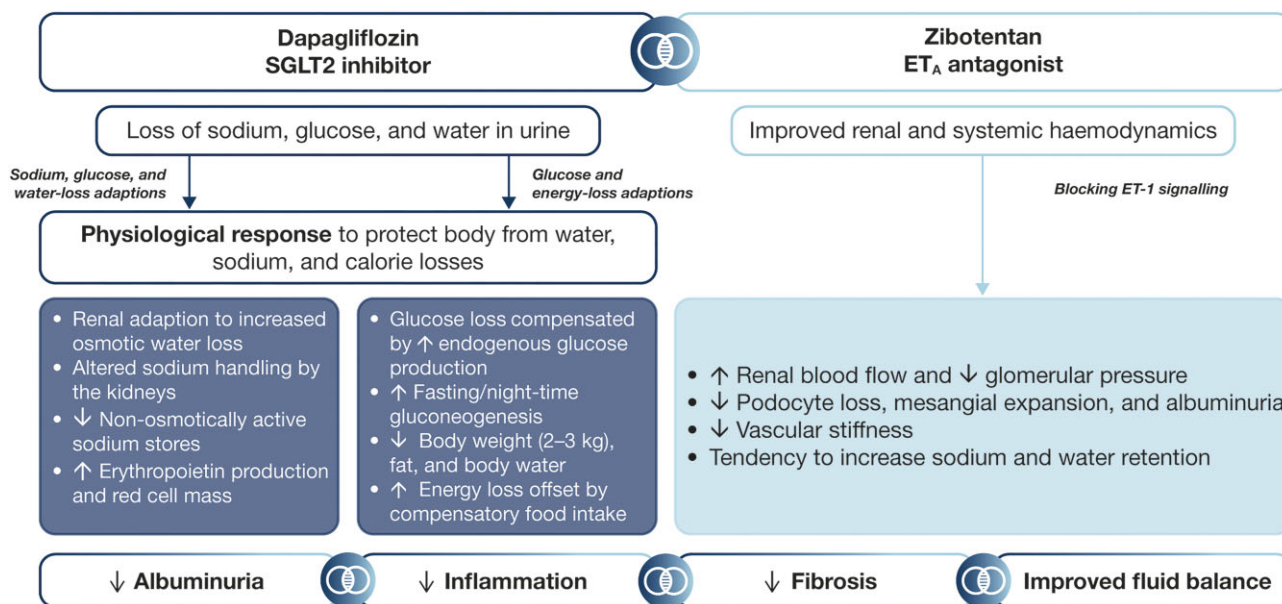 Dapagliflozin
SGLT2 inhibitor
Zibotentan
ETA antagonist
Loss of sodium, glucose, and water in urine
Improved renal and systemic haemodynamics
Sodium, glucose, and
water-loss adaptions
Glucose and
energy-loss adaptions
Blocking ET-1 signalling
Physiological response to protect body from water,
sodium, and calorie losses
• Renal adaption to increased
osmotic water loss
• Altered sodium handling by
the kidneys
• ↓ Non-osmotically active
sodium stores
• ↑ Erythropoietin production
and red cell mass
• Glucose loss compensated
by ↑ endogenous glucose
production
• ↑ Fasting/night-time
gluconeogenesis
• ↓ Body weight (2–3 kg),
fat, and body water
• ↑ Energy loss offset by
compensatory food intake
• ↑ Renal blood flow and ↓ glomerular pressure
• ↓ Podocyte loss, mesangial expansion, and albuminuria
• ↓ Vascular stiffness
• Tendency to increase sodium and water retention
↓ Albuminuria
↓ Inflammation
↓ Fibrosis
Improved fluid balance